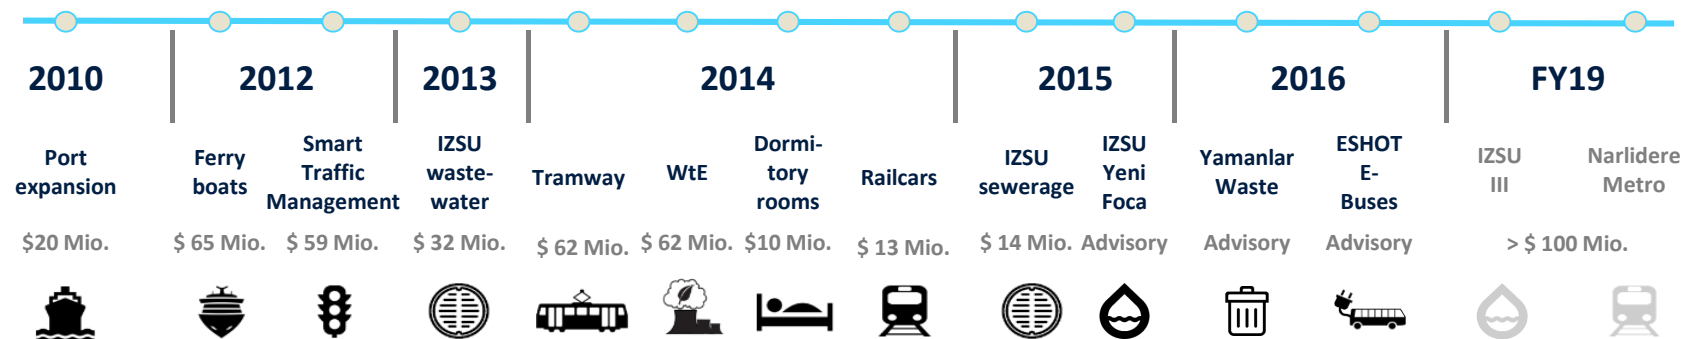 2010
2012
2013
2014
2015
2016
FY19
Port
expansion
$20 Mio.
Ferry
boats
$ 65 Mio.
Smart
Traffic
Management
$ 59 Mio.
IZSU
waste-
water
$ 32 Mio.
Tramway
$ 62 Mio.
WtE
$ 62 Mio.
Dormi-
tory
rooms
$10 Mio.
Railcars
$ 13 Mio.
IZSU
sewerage
$ 14 Mio.
IZSU
Yeni
Foca
Advisory
Yamanlar
Waste
Advisory
ESHOT
E-
Buses
Advisory
IZSU
III
Narlidere
Metro
> $ 100 Mio.